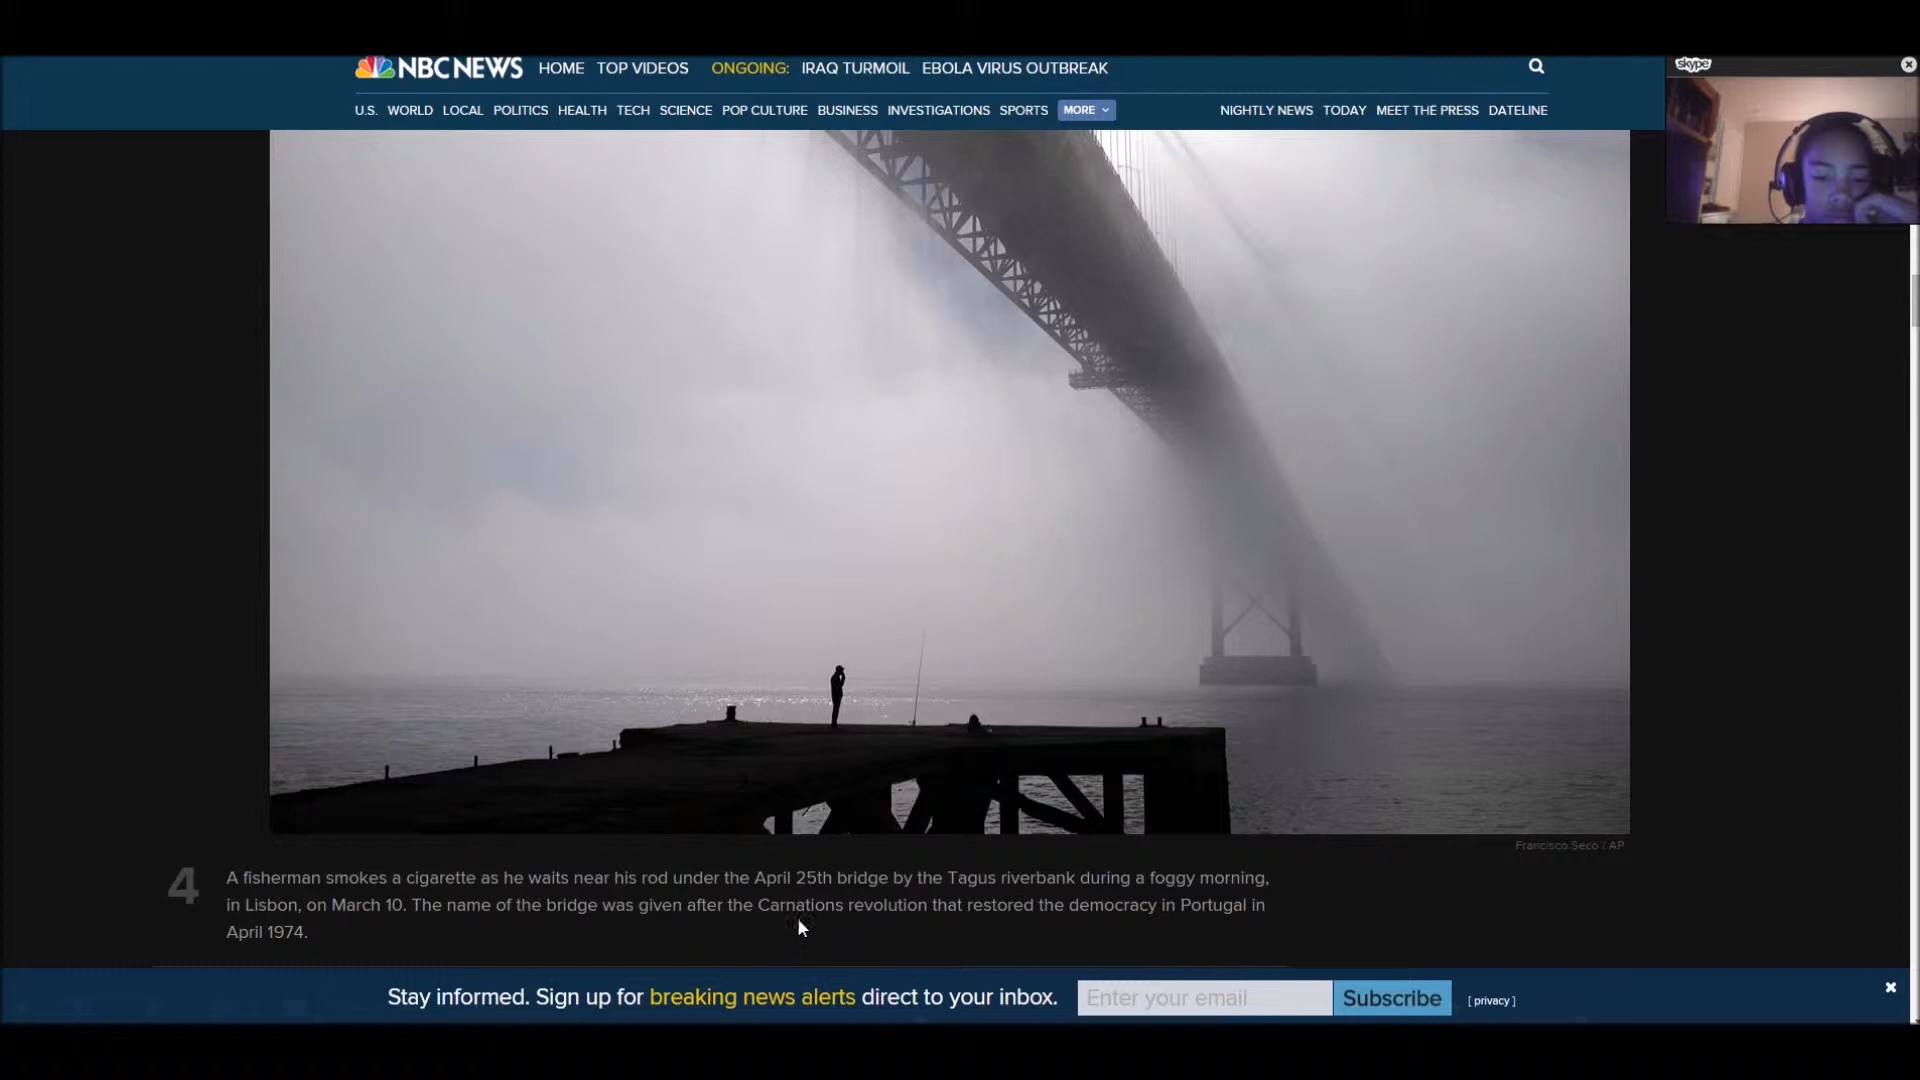 NBC NEWS HOME TOP VIDEOS ONGOING: IRAQ TURMOIL EBOLA VIRUS OUTBREAK
skype
U.S. WORLD LOCAL POLITICS HEALTH TECH SCIENCE POP CULTURE BUSINESS INVESTIGATIONS SPORTS MORE NIGHTLY NEWS TODAY MEET THE PRESS DATELINE
Francisco Seco / AP
4
A fisherman smokes a cigarette as he waits near his rod under the April 25th bridge by the Tagus riverbank during a foggy morning,
in Lisbon, on March 10. The name of the bridge was given after the Carnations revolution that restored the democracy in Portugal in
April 1974.
Stay informed. Sign up for breaking news alerts direct to your inbox. Enter your email Subscribe [ privacy ]